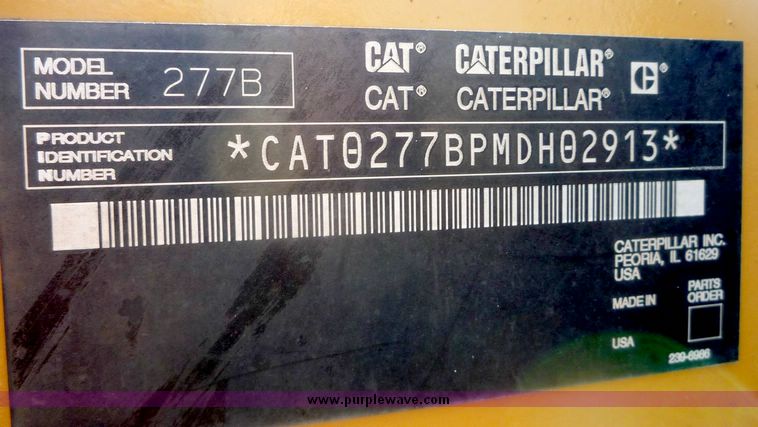 MODEL
NUMBER 277B
CAT® CATERPILLAR®
CAT® CATERPILLAR®
PRODUCT
IDENTIFICATION
NUMBER
*CAT0277BPMDH02913*
CATERPILLAR INC.
PEORIA, IL 61629
USA
MADE IN
PARTS
ORDER
USA
239-6986
www.purplewave.com